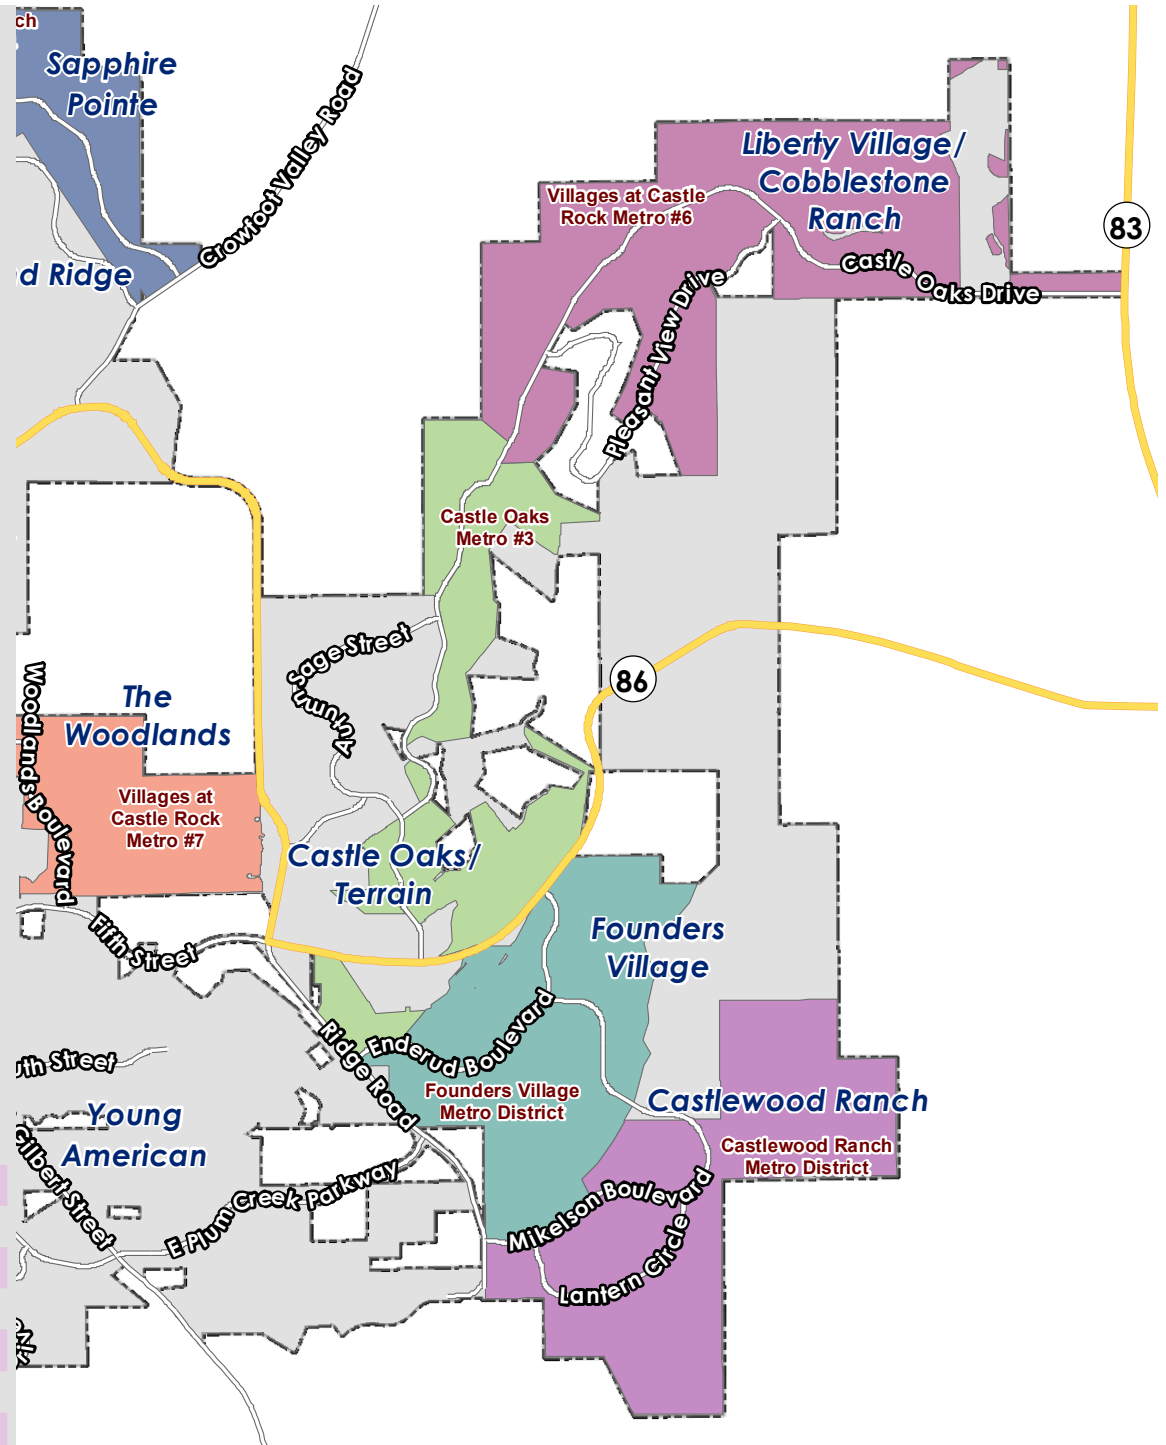 ch
Sapphire
Pointe
Crowfoot Valley Road
d Ridge
Liberty Village/
Cobblestone
Ranch
Villages at Castle
Rock Metro #6
83
Castle Oaks Drive
Pleasant View Drive
Castle Oaks
Metro #3
Sage Street
Autumn
86
Woodlands Boulevard
The
Woodlands
Villages at
Castle Rock
Metro #7
Castle Oaks/
Terrain
Fifth Street
Founders
Village
Ridge Road
Enderud Boulevard
uth Street
Founders Village
Metro District
Young
American
Castlewood Ranch
Castlewood Ranch
Metro District
Gilbert Street
E Plum Creek Parkway
Mikelson Boulevard
Lantern Circle